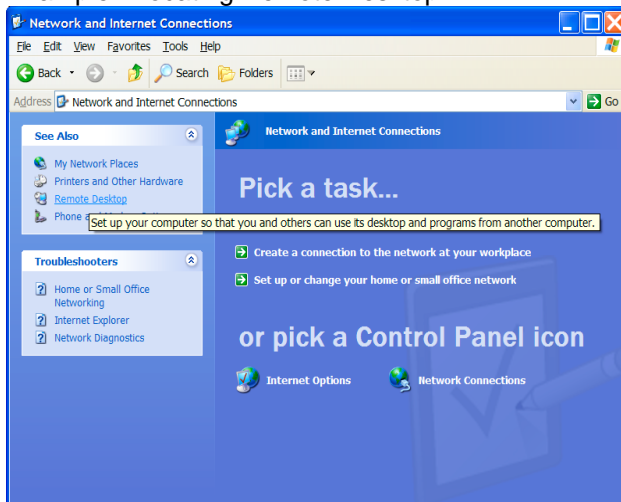 Network and Internet Connections
File Edit View Favorites Tools Help
Back Search Folders
Address Network and Internet Connections Go
See Also
My Network Places
Printers and Other Hardware
Remote Desktop
Phone
Set up your computer so that you and others can use its desktop and programs from another computer.
Troubleshooters
Home or Small Office
Networking
Internet Explorer
Network Diagnostics
Network and Internet Connections
Pick a task...
Create a connection to the network at your workplace
Set up or change your home or small office network
or pick a Control Panel icon
Internet Options Network Connections